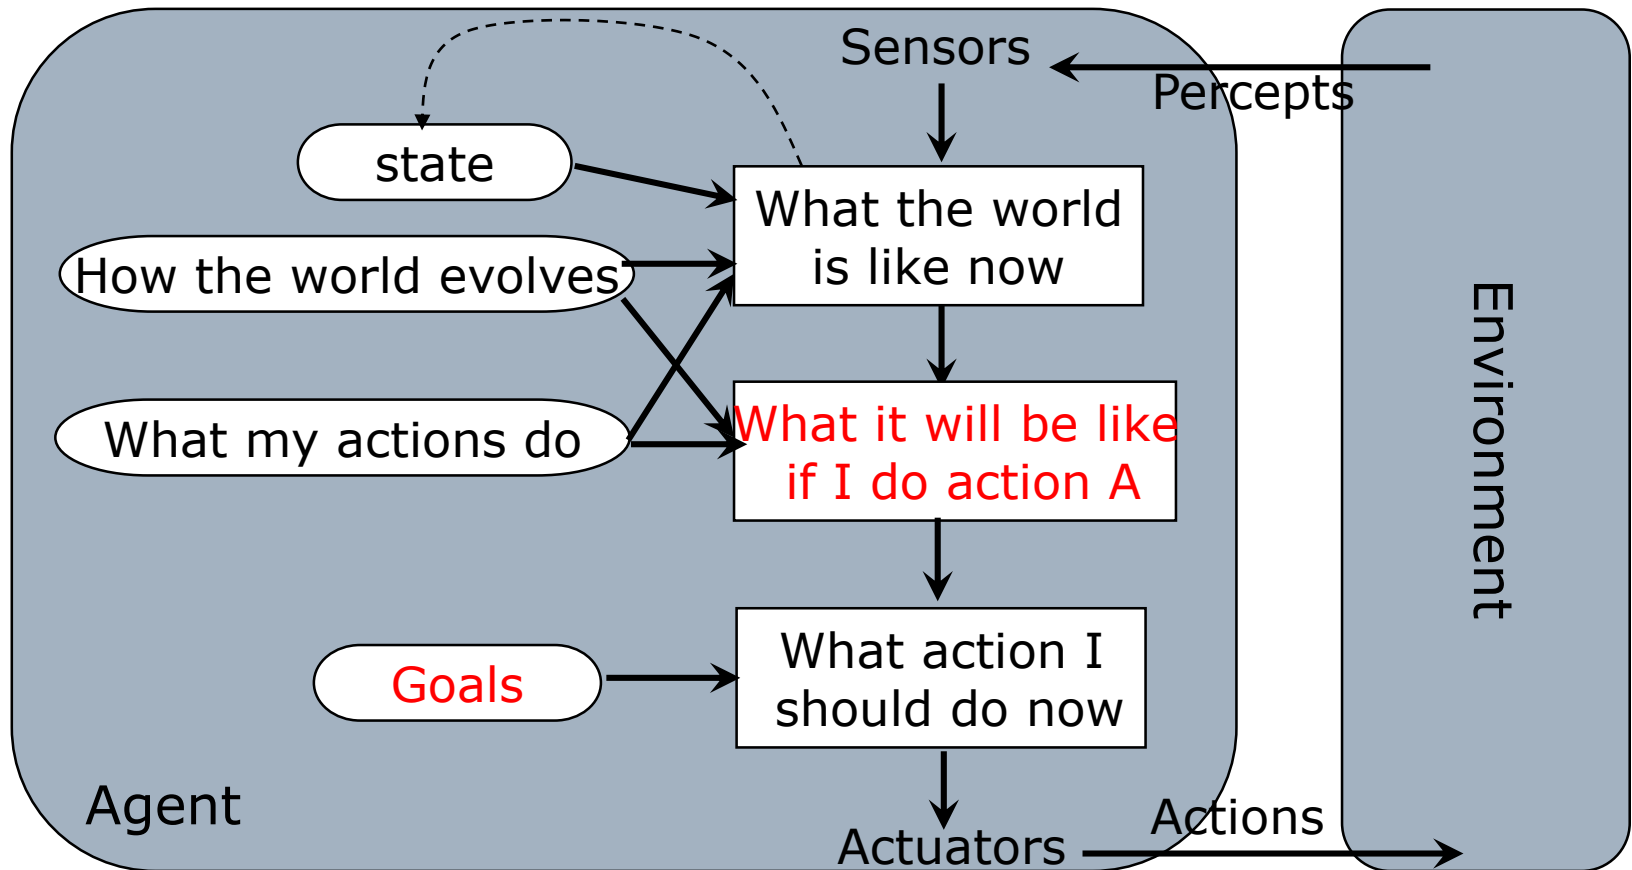 Sensors
Percepts
state
What the world
is like now
How the world evolves
What it will be like
if I do action A
What my actions do
What action I
should do now
Goals
Agent
Actuators
Actions
Environment